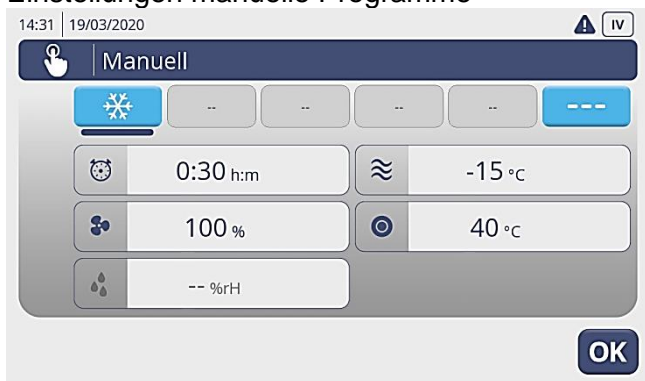 Einstellungen manuelle Programme
14:31 19/03/2020 IV
Manuell
-- -- -- -- ---
0:30 h:m -15 °C
100 % 40 °C
-- %rH
OK